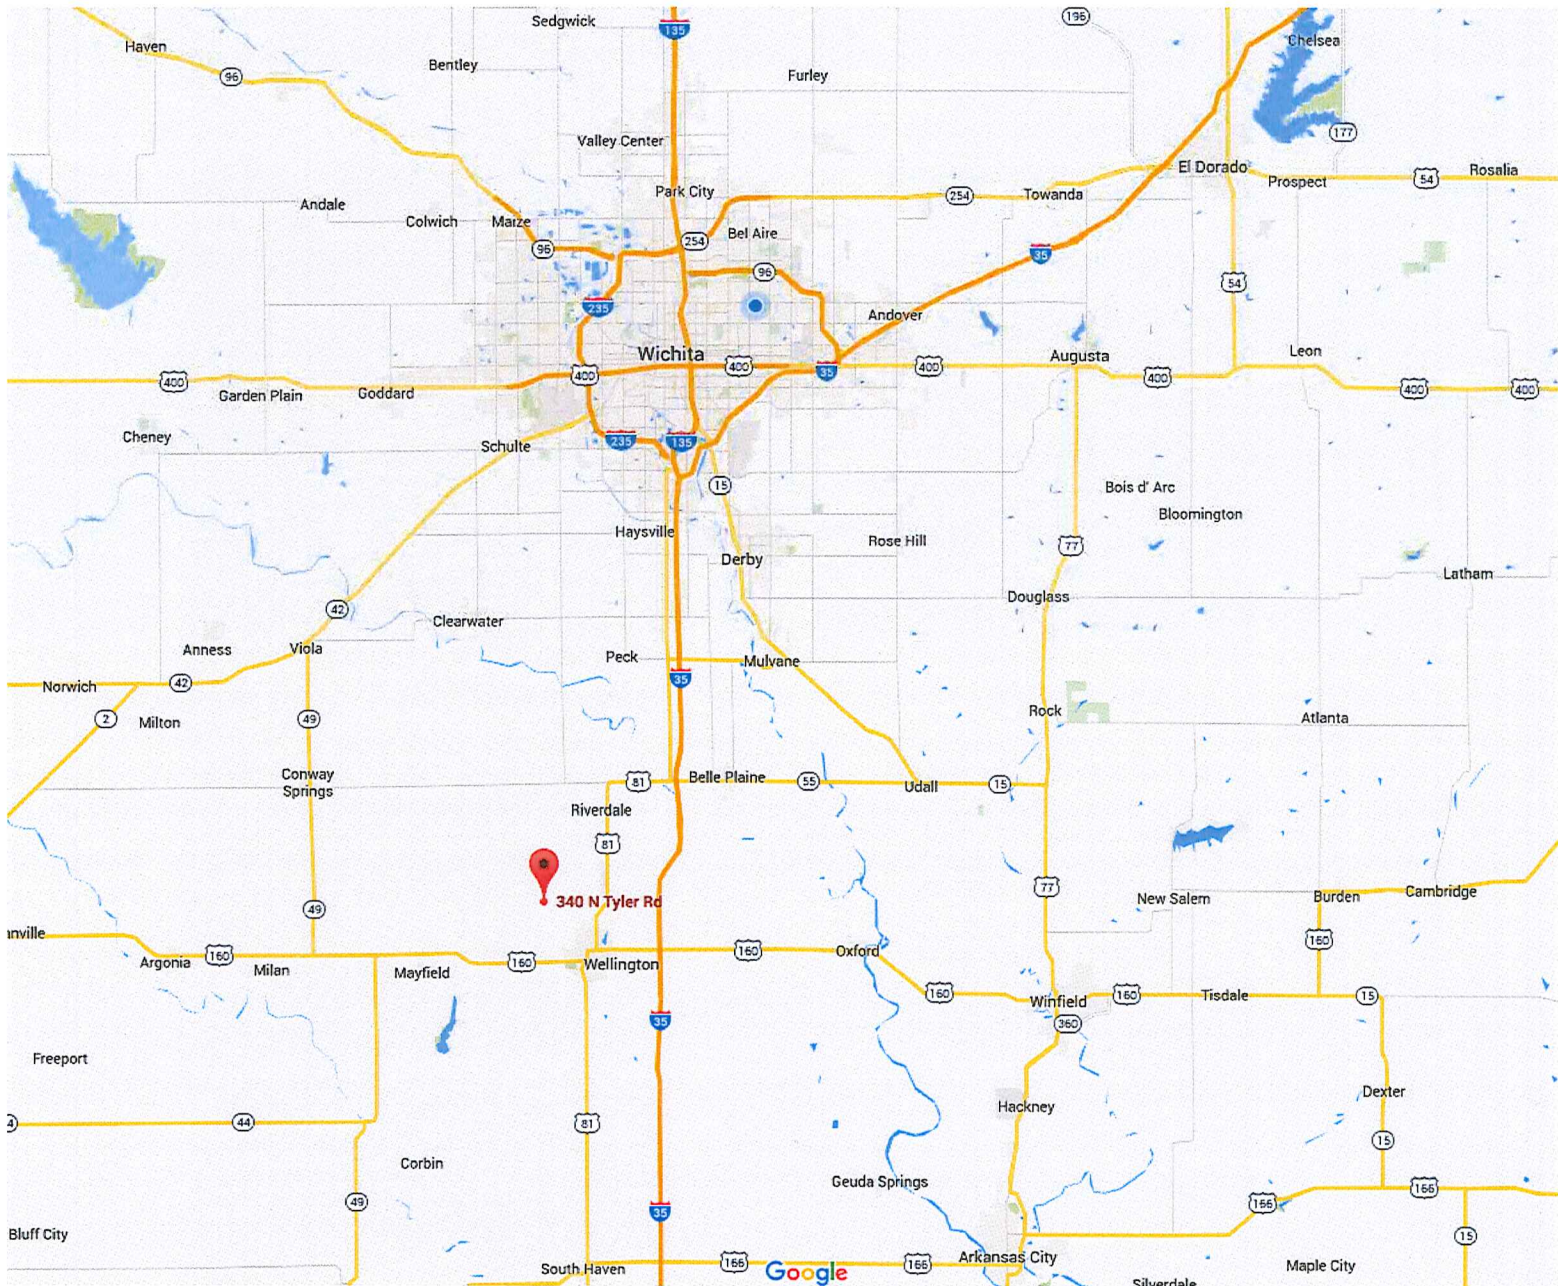 Sedgwick
135
196
Haven
Chelsea
Bentley
96
Furley
177
Valley Center
El Dorado
Rosalia
Prospect
54
Park City
254
Towanda
Andale
Colwich
Maize
Bel Aire
254
96
35
96
54
235
Andover
Wichita
Augusta
Leon
400
400
400
35
400
400
400
400
Garden Plain
Goddard
Cheney
Schulte
235
135
15
Bois d' Arc
Bloomington
Haysville
Rose Hill
77
Derby
Latham
Douglass
42
Clearwater
Anness
Viola
Peck
Mulvane
35
42
Norwich
2
Milton
49
Rock
Atlanta
Conway
Springs
81
Belle Plaine
55
Udall
15
Riverdale
81
340 N Tyler Rd
77
New Salem
Burden
Cambridge
49
nville
160
Argonia
160
Milan
Mayfield
160
Wellington
160
Oxford
160
Winfield
160
Tisdale
15
360
35
Freeport
Dexter
Hackney
4
44
81
15
Corbin
Geuda Springs
49
166
166
35
Bluff City
15
South Haven
166
Google
166
Arkansas City
Maple City
Silverdale